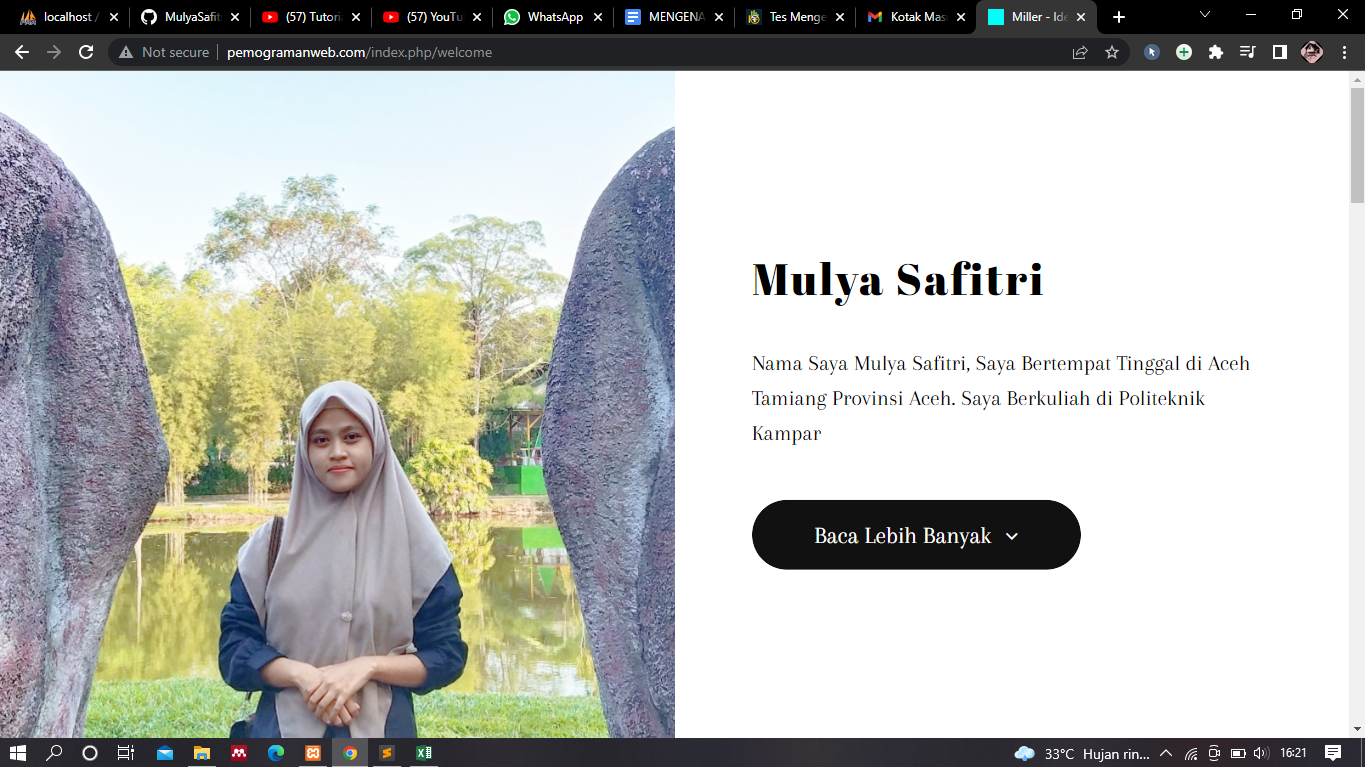 localhost /
MulyaSafit
(57) Tutori
(57) YouTu
WhatsApp
MENGENA
Tes Menge
Kotak Mas
Miller - Ide
Not secure
pemogramanweb.com/index.php/welcome
Mulya Safitri
Nama Saya Mulya Safitri, Saya Bertempat Tinggal di Aceh
Tamiang Provinsi Aceh. Saya Berkuliah di Politeknik
Kampar
Baca Lebih Banyak
33°C Hujan rin...
16:21